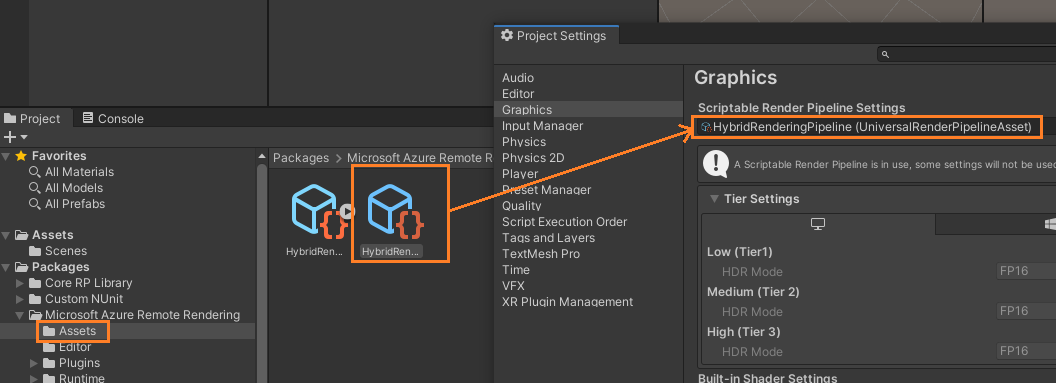 Project
Console
Favorites
All Materials
All Models
All Prefabs
Assets
Scenes
Packages
Core RP Library
Custom NUnit
Microsoft Azure Remote Rendering
Assets
Editor
Plugins
Runtime
Packages > Microsoft Azure Remote R
HybridRen...
HybridRen...
Project Settings
Audio
Editor
Graphics
Input Manager
Physics
Physics 2D
Player
Preset Manager
Quality
Script Execution Order
Tags and Layers
TextMesh Pro
Time
VFX
XR Plugin Management
Graphics
Scriptable Render Pipeline Settings
HybridRenderingPipeline (UniversalRenderPipelineAsset)
A Scriptable Render Pipeline is in use, some settings will not be used
Tier Settings
Low (Tier1)
HDR Mode FP16
Medium (Tier 2)
HDR Mode FP16
High (Tier 3)
HDR Mode FP16
Built-in Shader Settings